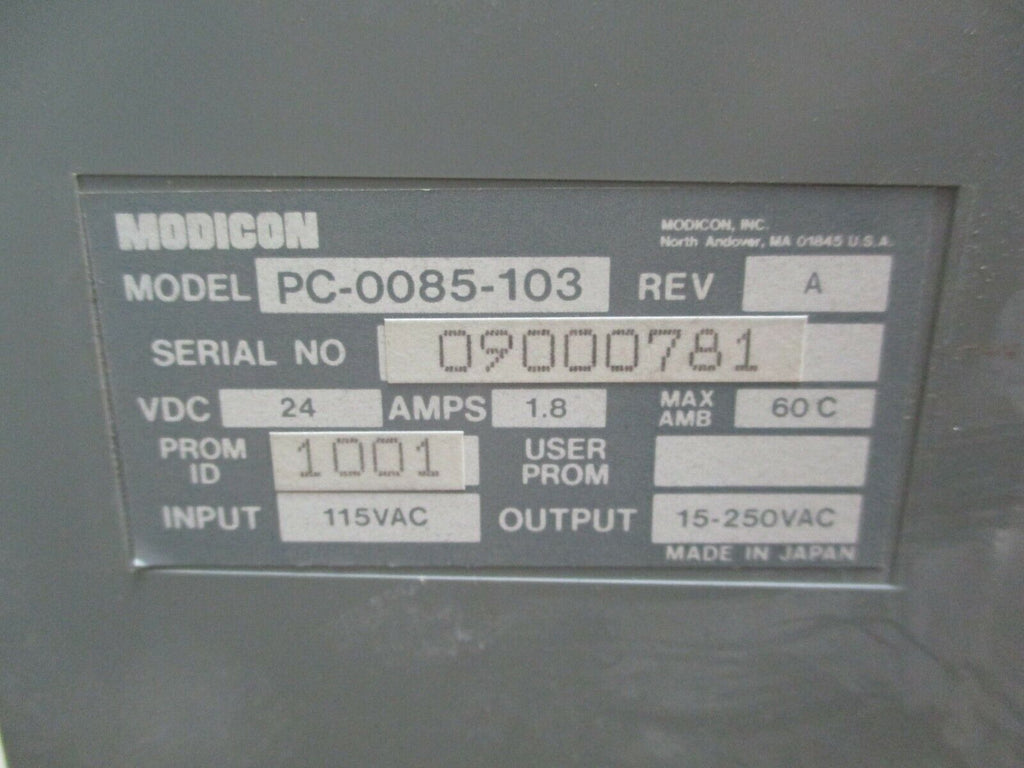 MODICON
MODICON, INC.
North Andover, MA 01845 U.S.A.
MODEL PC-0085-103 REV A
SERIAL NO 09000781
VDC 24 AMPS 1.8 MAX AMB 60 C
PROM ID 1001 USER PROM
INPUT 115VAC OUTPUT 15-250VAC
MADE IN JAPAN